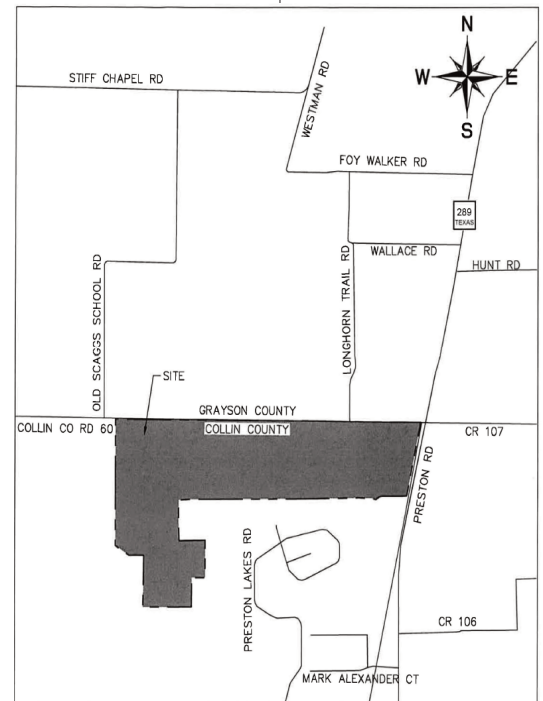 N
W E
S
STIFF CHAPEL RD
WESTMAN RD
FOY WALKER RD
289
TEXAS
WALLACE RD
HUNT RD
OLD SCAGGS SCHOOL RD
LONGHORN TRAIL RD
SITE
GRAYSON COUNTY
COLLIN CO RD 60
COLLIN COUNTY
CR 107
PRESTON RD
PRESTON LAKES RD
CR 106
MARK ALEXANDER CT